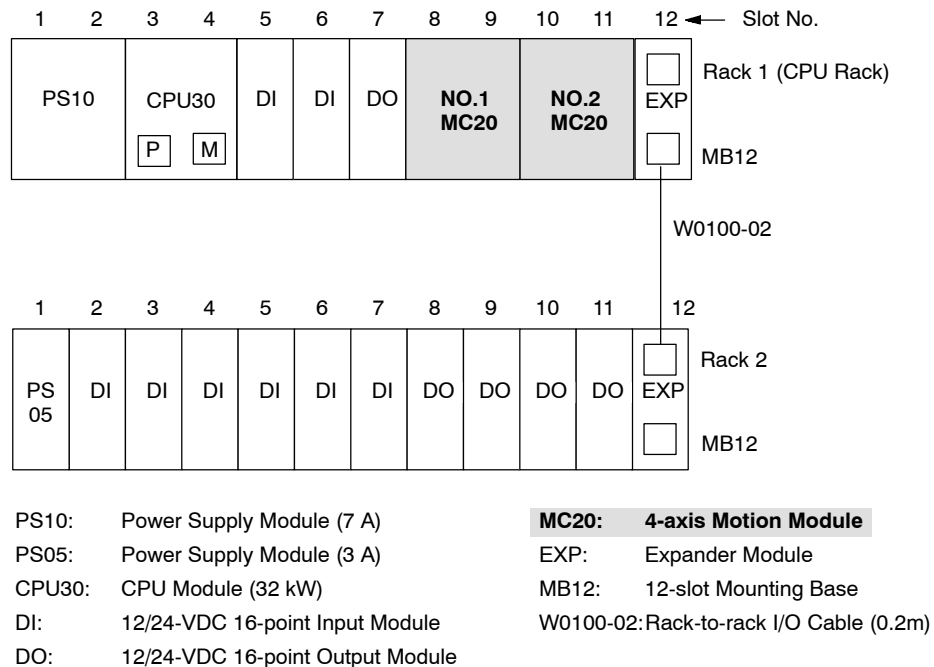 1 2 3 4 5 6 7 8 9 10 11 12 Slot No.
PS10 CPU30 DI DI DO NO.1 MC20 NO.2 MC20 EXP Rack 1 (CPU Rack)
P M MB12
W0100-02
1 2 3 4 5 6 7 8 9 10 11 12
PS 05 DI DI DI DI DI DI DO DO DO DO EXP Rack 2
MB12
PS10: Power Supply Module (7 A)
PS05: Power Supply Module (3 A)
CPU30: CPU Module (32 kW)
DI: 12/24-VDC 16-point Input Module
DO: 12/24-VDC 16-point Output Module
MC20: 4-axis Motion Module
EXP: Expander Module
MB12: 12-slot Mounting Base
W0100-02:Rack-to-rack I/O Cable (0.2m)